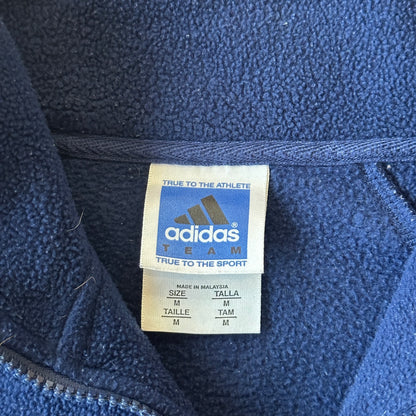 TRUE TO THE ATHLETE
adidas®
TEAM
TRUE TO THE SPORT
MADE IN MALAYSIA
SIZE TALLA
M M
TAILLE TAM
M M